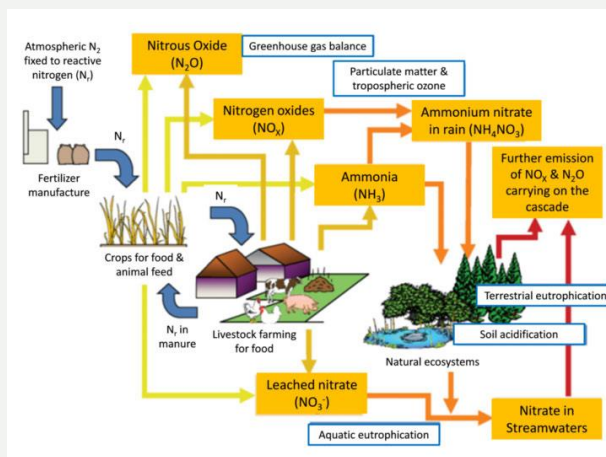 Atmospheric N₂
fixed to reactive
nitrogen (Nᵣ)
Nitrous Oxide
(N₂O)
Greenhouse gas balance
Particulate matter &
tropospheric ozone
Nitrogen oxides
(NOₓ)
Ammonium nitrate
in rain (NH₄NO₃)
Nᵣ
Fertilizer
manufacture
Ammonia
(NH₃)
Further emission
of NOₓ & N₂O
carrying on the
cascade
Nᵣ
Crops for food &
animal feed
Terrestrial eutrophication
Soil acidification
Nᵣ in
manure
Livestock farming
for food
Natural ecosystems
Leached nitrate
(NO₃⁻)
Nitrate in
Streamwaters
Aquatic eutrophication